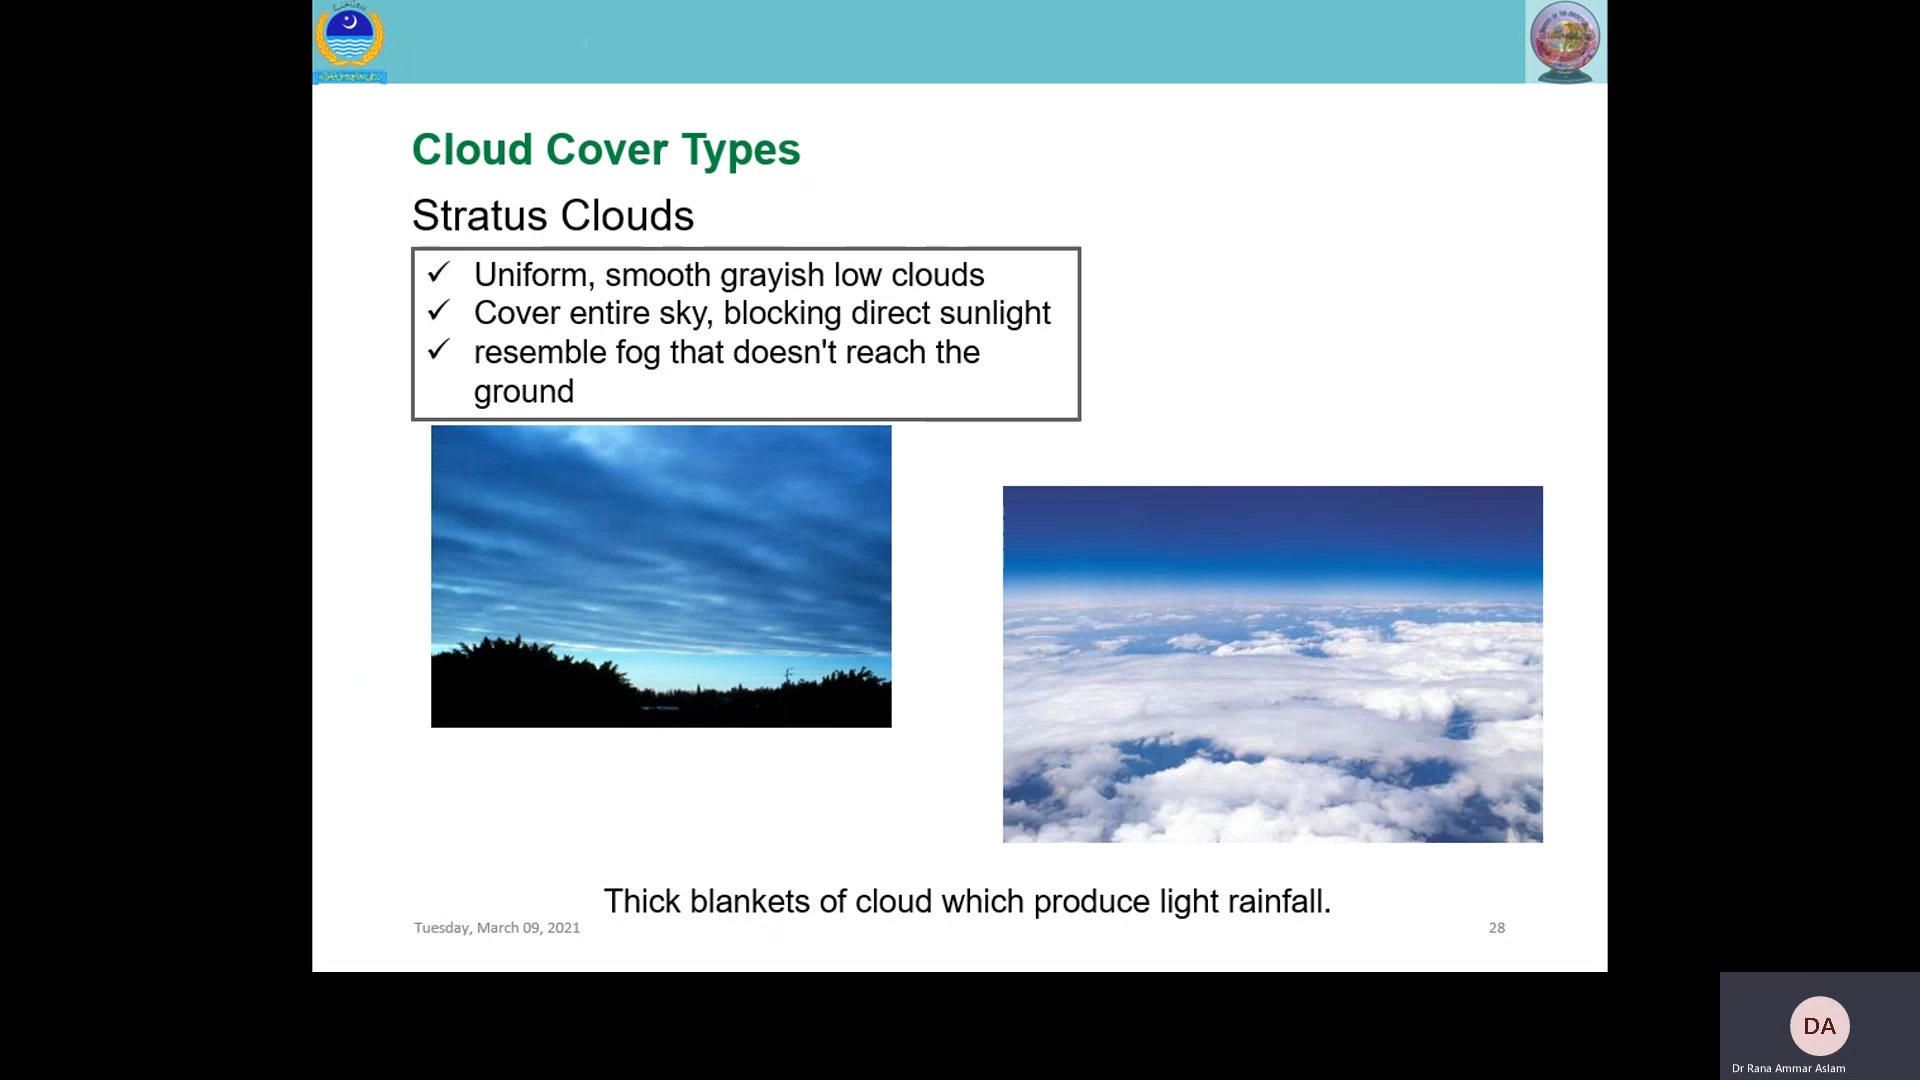 Cloud Cover Types
Stratus Clouds
✓ Uniform, smooth grayish low clouds
✓ Cover entire sky, blocking direct sunlight
✓ resemble fog that doesn't reach the
ground
Thick blankets of cloud which produce light rainfall.
Tuesday, March 09, 2021
28
DA
Dr Rana Ammar Aslam